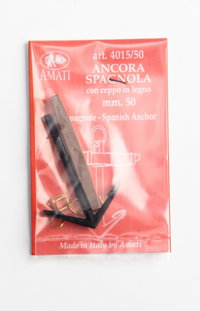 art. 4015/50
AMATI
ANCORA
SPAGNOLA
con ceppo in legno
mm. 50
Spanish Anchor
Made in Italy by Amati